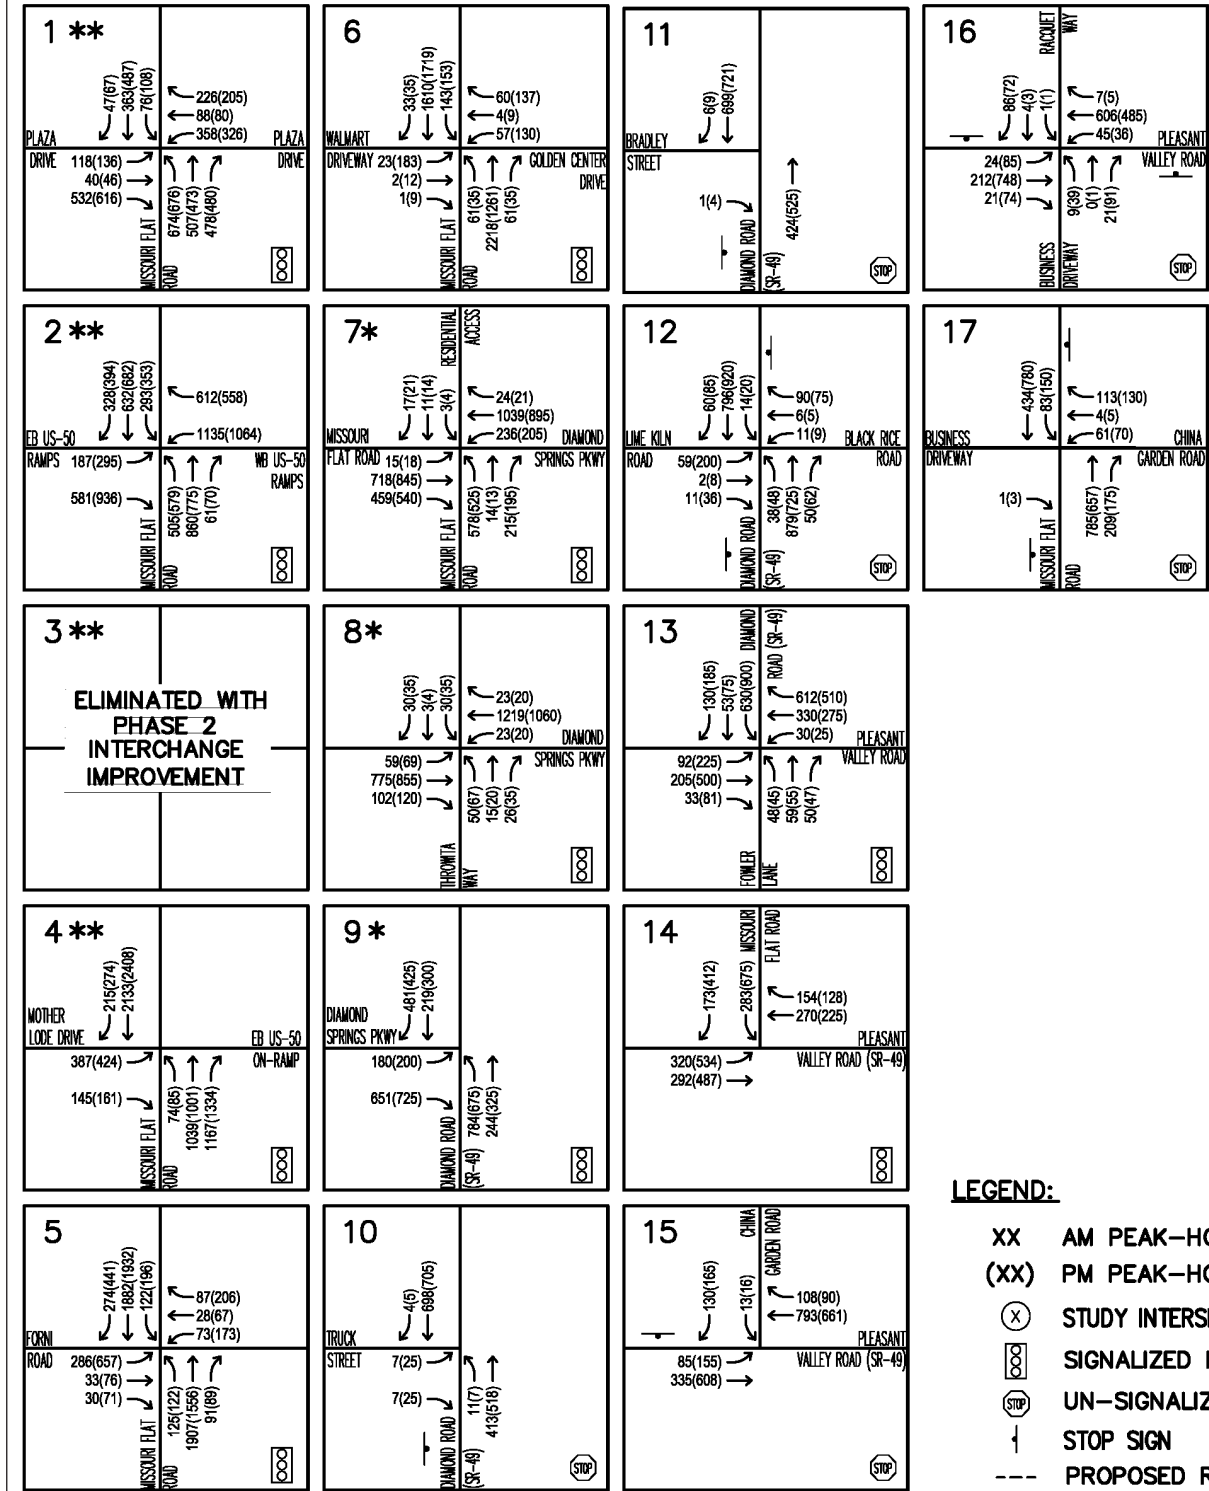 1 **
47(67)
363(487)
76(108)
226(205)
88(80)
358(326)
PLAZA
DRIVE
PLAZA
DRIVE
118(136)
40(46)
532(616)
674(676)
507(473)
478(480)
MISSOURI FLAT
ROAD
6
33(35)
1610(1719)
143(153)
60(137)
4(9)
57(130)
WALMART
DRIVEWAY
GOLDEN CENTER
DRIVE
23(183)
2(12)
1(9)
61(35)
2218(1261)
61(35)
MISSOURI FLAT
ROAD
11
6(9)
699(721)
BRADLEY
STREET
1(4)
424(525)
DIAMOND ROAD
(SR-49)
STOP
16
RACQUET
WAY
86(72)
4(3)
1(1)
7(5)
606(485)
45(36)
PLEASANT
VALLEY ROAD
24(85)
212(748)
21(74)
9(39)
0(1)
21(91)
BUSINESS
DRIVEWAY
STOP
2 **
328(394)
632(682)
293(353)
612(558)
1135(1064)
EB US-50
RAMPS
WB US-50
RAMPS
187(295)
581(936)
505(579)
860(775)
61(70)
MISSOURI FLAT
ROAD
7*
RESIDENTIAL
ACCESS
17(21)
11(14)
3(4)
24(21)
1039(895)
236(205)
MISSOURI
FLAT ROAD
DIAMOND
SPRINGS PKWY
15(18)
718(845)
459(540)
578(525)
14(13)
215(195)
MISSOURI FLAT
ROAD
12
60(85)
796(920)
14(20)
90(75)
6(5)
11(9)
LIME KILN
ROAD
BLACK RICE
ROAD
59(200)
2(8)
11(36)
38(48)
879(725)
50(62)
DIAMOND ROAD
(SR-49)
STOP
17
434(780)
83(150)
113(130)
4(5)
61(70)
BUSINESS
DRIVEWAY
CHINA
GARDEN ROAD
1(3)
785(657)
209(175)
MISSOURI FLAT
ROAD
STOP
3 **
ELIMINATED WITH
PHASE 2
INTERCHANGE
IMPROVEMENT
8*
30(35)
3(4)
30(35)
23(20)
1219(1060)
23(20)
DIAMOND
SPRINGS PKWY
59(69)
775(855)
102(120)
50(67)
15(20)
26(35)
THROWITA
WAY
13
DIAMOND
ROAD (SR-49)
130(185)
53(75)
630(900)
612(510)
330(275)
30(25)
PLEASANT
VALLEY ROAD
92(225)
205(500)
33(81)
48(45)
59(55)
50(47)
FOWLER
LANE
4 **
215(274)
2133(2408)
MOTHER
LODE DRIVE
EB US-50
ON-RAMP
387(424)
145(161)
74(85)
1039(1001)
1167(1334)
MISSOURI FLAT
ROAD
9 *
481(425)
219(300)
DIAMOND
SPRINGS PKWY
180(200)
651(725)
784(675)
244(325)
DIAMOND ROAD
(SR-49)
14
MISSOURI
FLAT ROAD
173(412)
283(675)
154(128)
270(225)
PLEASANT
VALLEY ROAD (SR-49)
320(534)
292(487)
5
274(441)
1882(1932)
122(196)
87(206)
28(67)
73(173)
FORNI
ROAD
286(657)
33(76)
30(71)
125(122)
1907(1556)
91(89)
MISSOURI FLAT
ROAD
10
4(5)
698(705)
TRUCK
STREET
7(25)
7(25)
11(7)
413(518)
DIAMOND ROAD
(SR-49)
STOP
15
CHINA
GARDEN ROAD
130(165)
13(16)
108(90)
793(661)
PLEASANT
VALLEY ROAD (SR-49)
85(155)
335(608)
STOP
LEGEND:
XX AM PEAK-HO
(XX) PM PEAK-HO
X STUDY INTERS
SIGNALIZED
STOP UN-SIGNALIZ
STOP SIGN
--- PROPOSED R